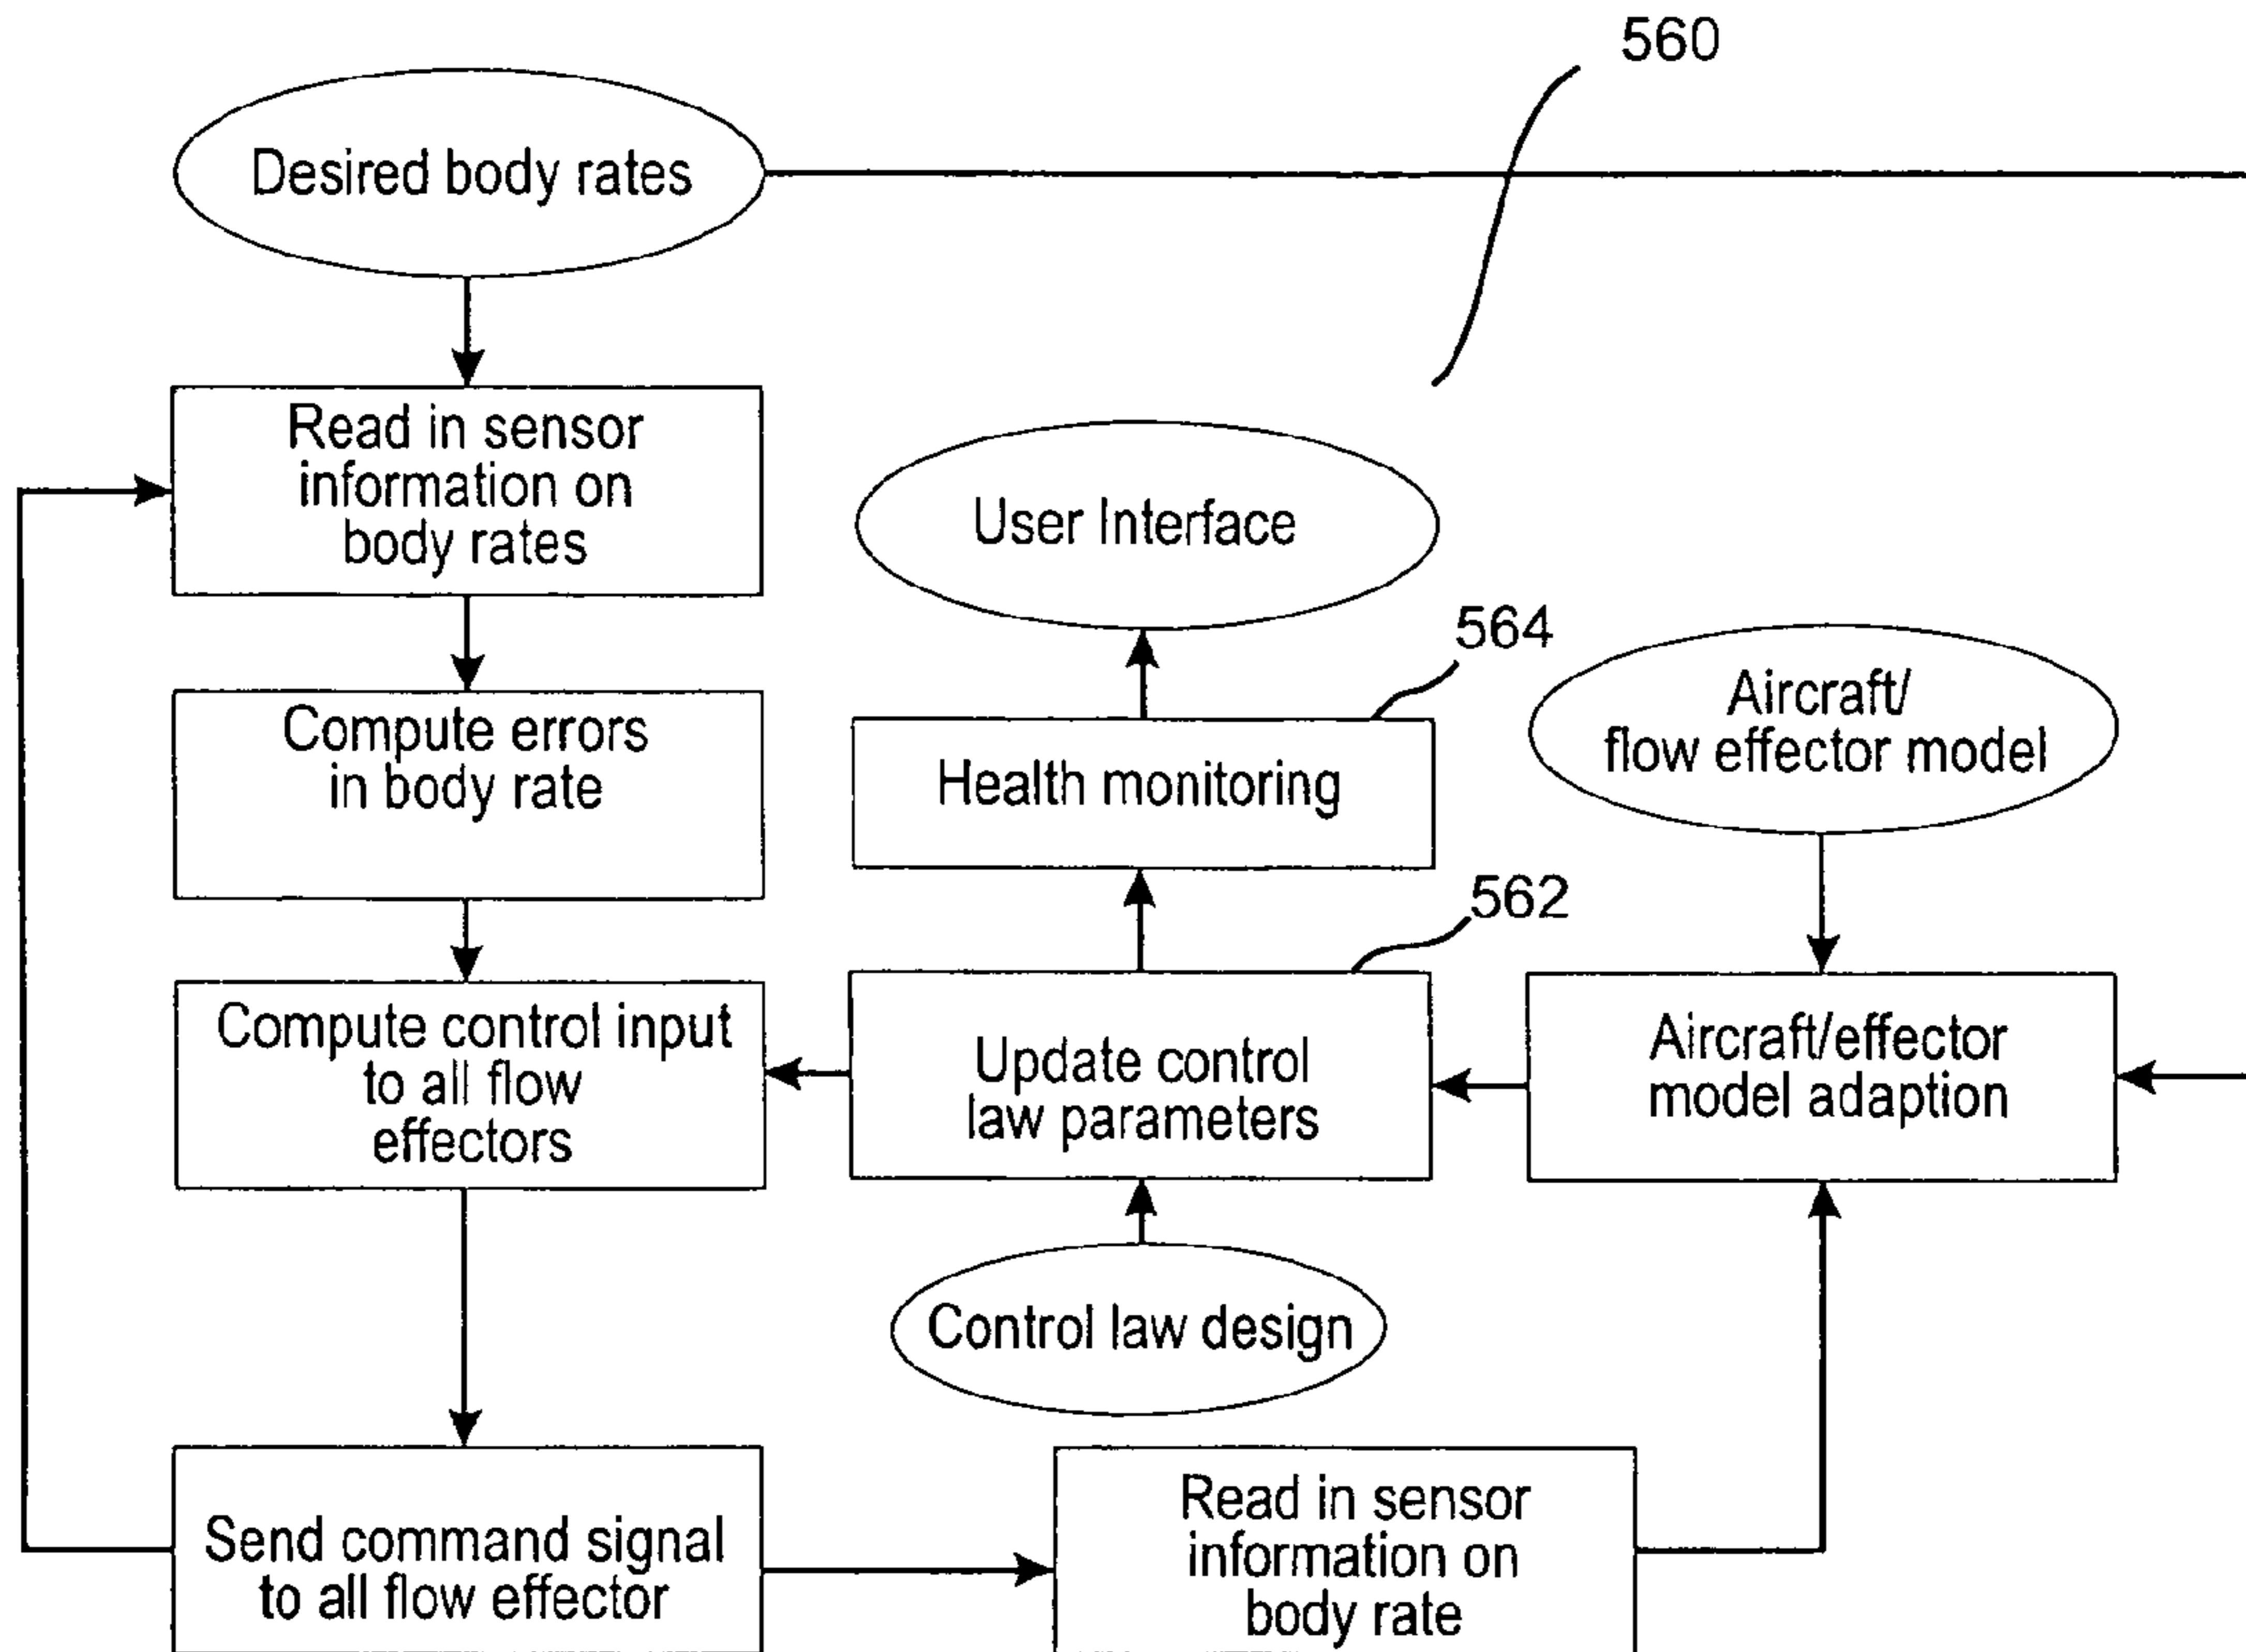 560
Desired body rates
Read in sensor
information on
body rates
User Interface
564
Aircraft/
flow effector model
Compute errors
in body rate
Health monitoring
562
Compute control input
to all flow
effectors
Update control
law parameters
Aircraft/effector
model adaption
Control law design
Send command signal
to all flow effector
Read in sensor
information on
body rate